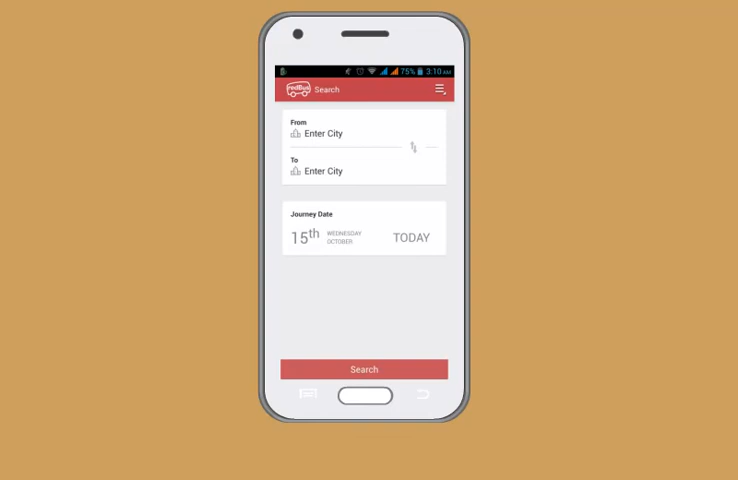 75% 3:10 AM
redBus Search
From
Enter City
To
Enter City
Journey Date
15th WEDNESDAY OCTOBER TODAY
Search